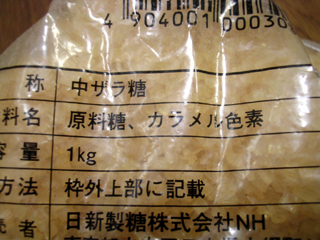 4 904001 00030
称 中ザラ糖
料名 原料糖、カラメル色素
容量 1kg
方法 枠外上部に記載
売者 日新製糖株式会社NH